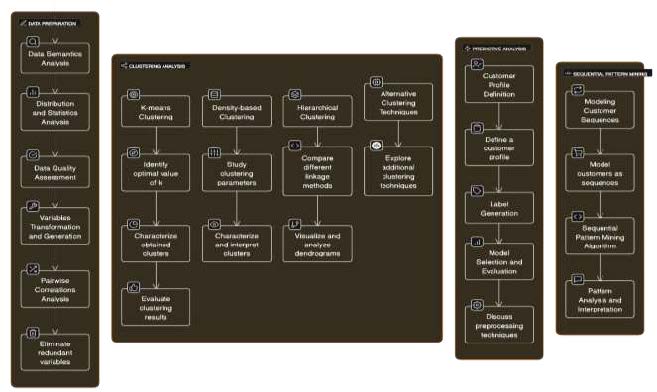 DATA PREPARATION
Data Semantics
Analysis
Distribution
and Statistics
Analysis
Data Quality
Assessment
Variables
Transformation
and Generation
Pairwise
Correlations
Analysis
Eliminate
redundant
variables
CLUSTERING ANALYSIS
K-means
Clustering
Identify
optimal value
of k
Characterize
obtained
clusters
Evaluate
clustering
results
Density-based
Clustering
Study
clustering
parameters
Characterize
and interpret
clusters
Hierarchical
Clustering
Compare
different
linkage
methods
Visualize and
analyze
dendrograms
Alternative
Clustering
Techniques
Explore
additional
clustering
techniques
PREDICTIVE ANALYSIS
Customer
Profile
Definition
Define a
customer
profile
Label
Generation
Model
Selection and
Evaluation
Discuss
preprocessing
techniques
SEQUENTIAL PATTERN MINING
Modeling
Customer
Sequences
Model
customers as
sequences
Sequential
Pattern Mining
Algorithm
Pattern
Analysis and
Interpretation